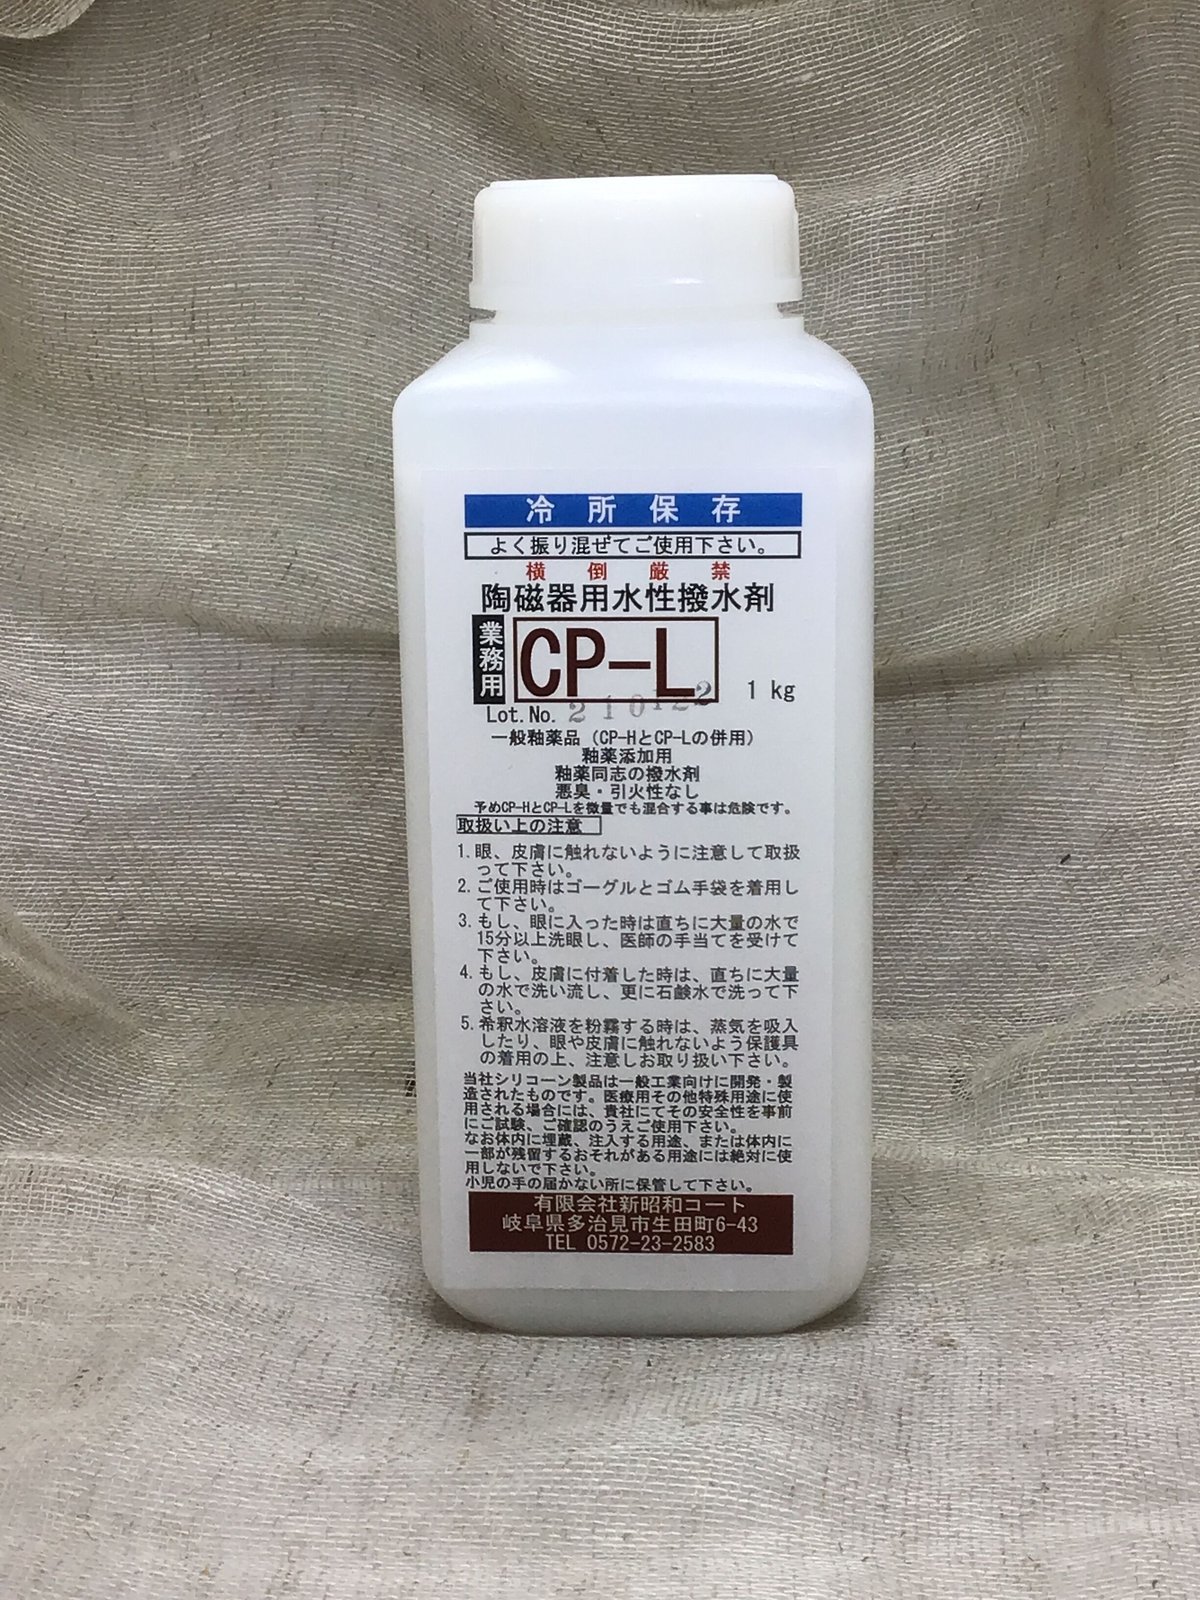 冷所保存
よく振り混ぜてご使用下さい。
横倒厳禁
陶磁器用水性撥水剤
業務用 CP-L 1 kg
Lot.No. 210122
一般釉薬品（CP-HとCP-Lの併用）
釉薬添加用
釉薬同志の撥水剤
悪臭・引火性なし
予めCP-HとCP-Lを微量でも混合する事は危険です。
取扱い上の注意
1.眼、皮膚に触れないように注意して取扱
って下さい。
2.ご使用時はゴーグルとゴム手袋を着用し
て下さい。
3.もし、眼に入った時は直ちに大量の水で
15分以上洗眼し、医師の手当てを受けて
下さい。
4.もし、皮膚に付着した時は、直ちに大量
の水で洗い流し、更に石鹸水で洗って下
さい。
5.希釈水溶液を粉霧する時は、蒸気を吸入
したり、眼や皮膚に触れないよう保護具
の着用の上、注意しお取り扱い下さい。
当社シリコーン製品は一般工業向けに開発・製
造されたものです。医療用その他特殊用途に使
用される場合には、貴社にてその安全性を事前
にご試験、ご確認のうえご使用下さい。
なお体内に埋蔵、注入する用途、または体内に
一部が残留するおそれがある用途には絶対に使
用しないで下さい。
小児の手の届かない所に保管して下さい。
有限会社新昭和コート
岐阜県多治見市生田町6-43
TEL 0572-23-2583